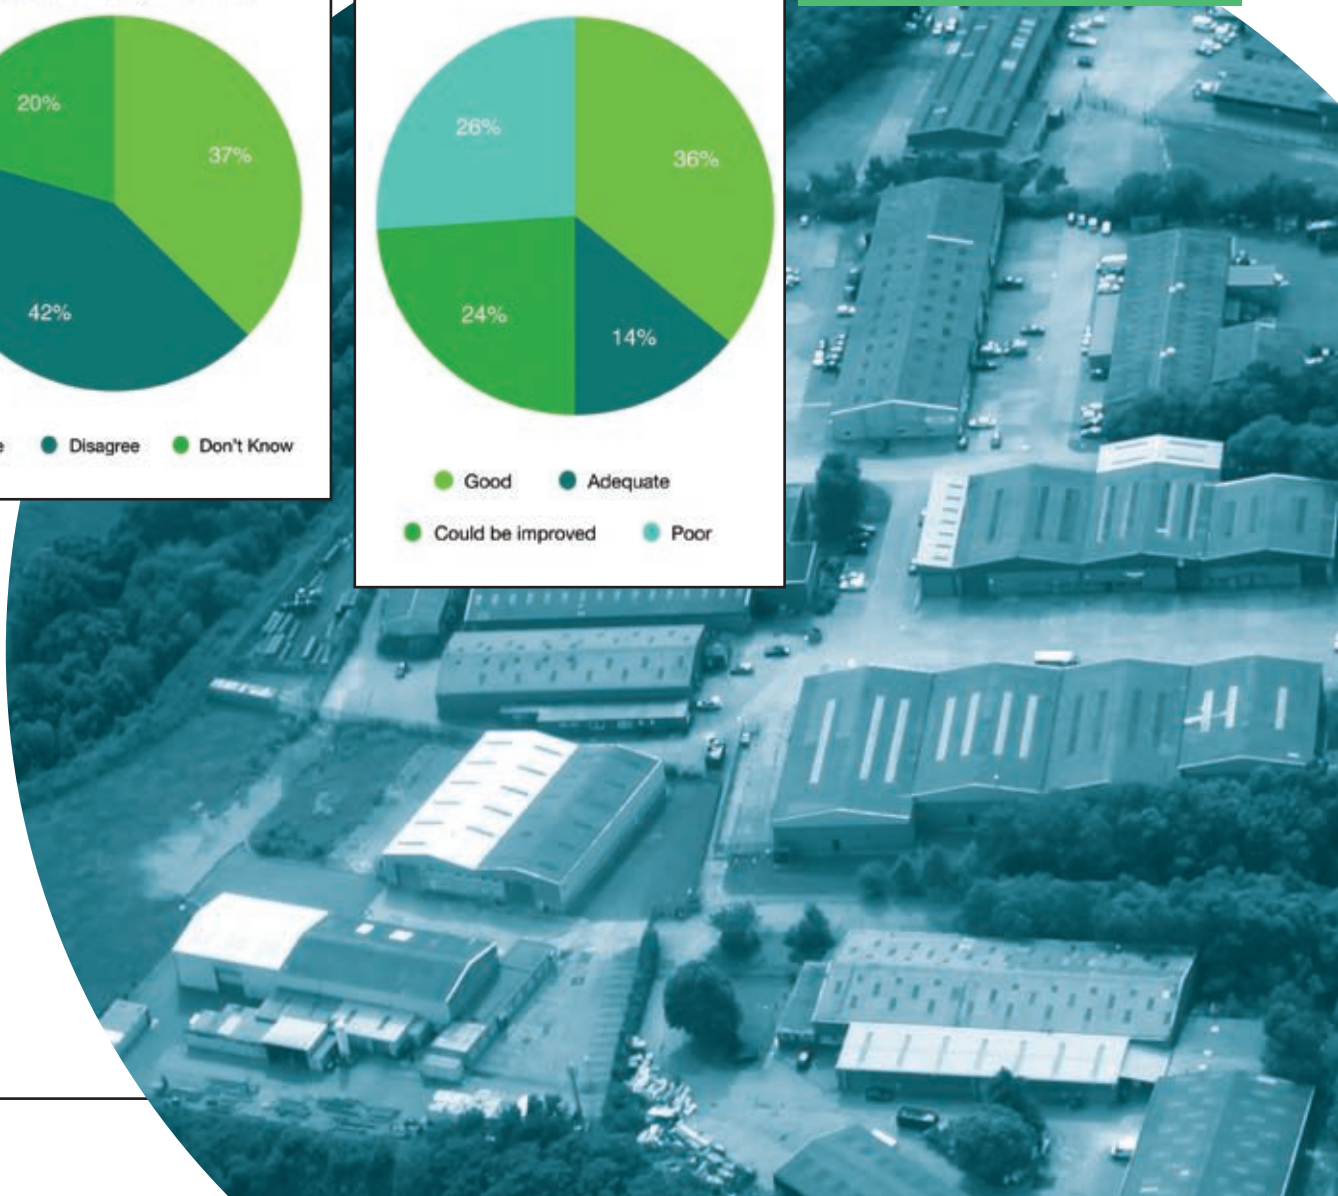 20%
37%
42%
Disagree
Don't Know
26%
36%
24%
14%
Good
Adequate
Could be improved
Poor